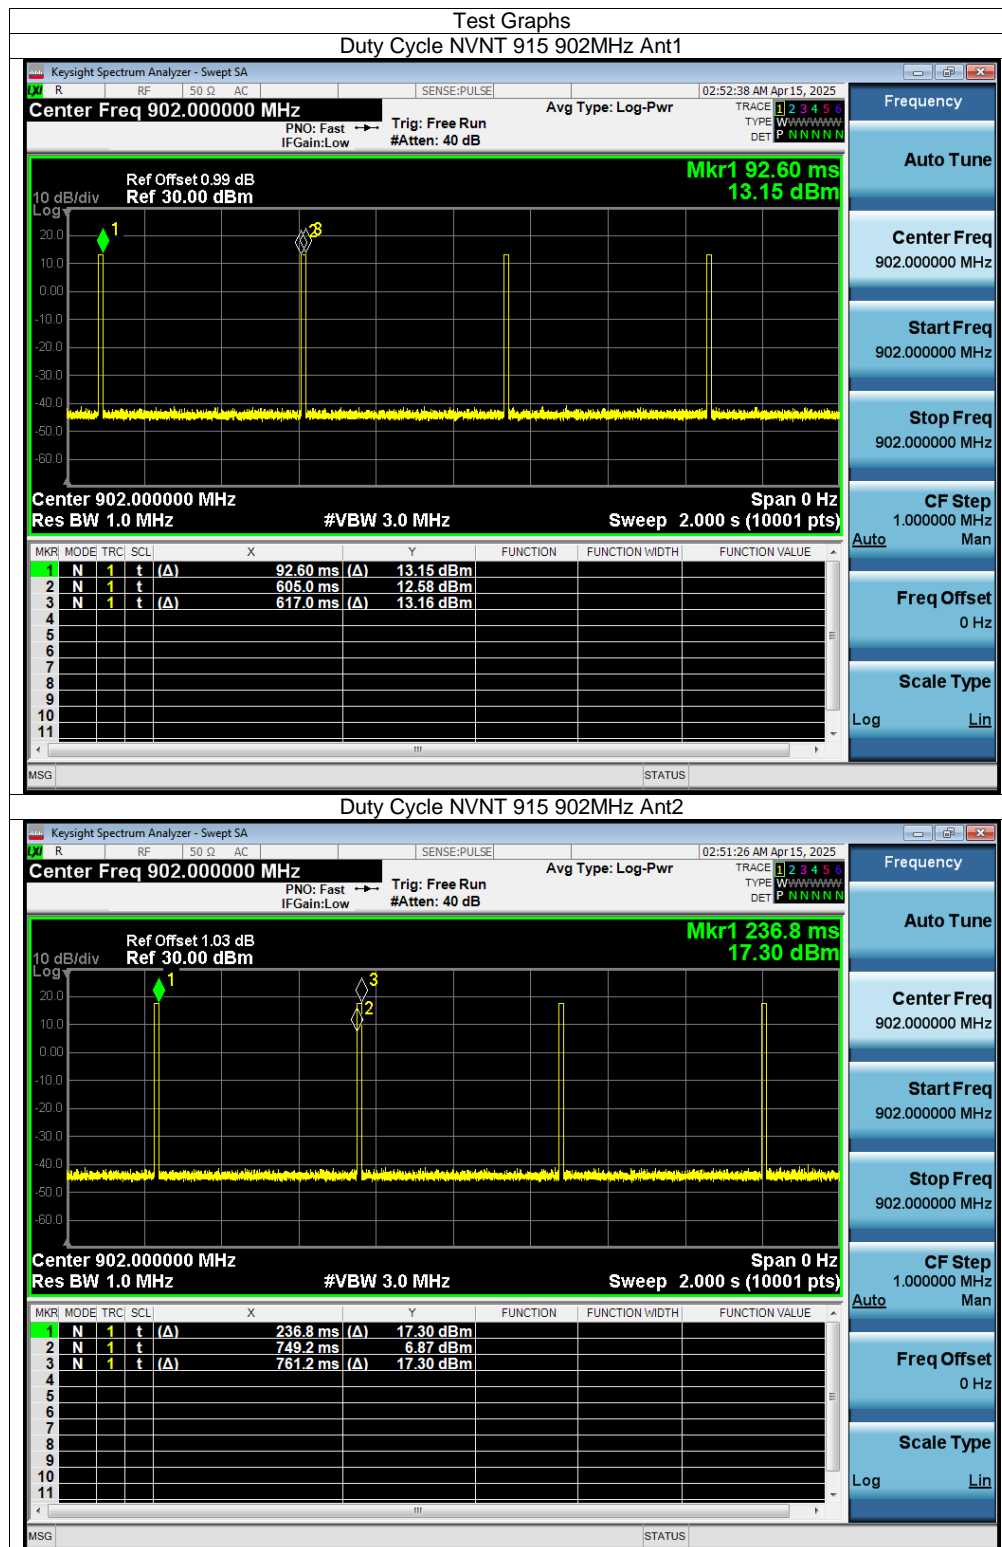 Test Graphs
Duty Cycle NVNT 915 902MHz Ant1
Keysight Spectrum Analyzer - Swept SA
LXI R RF 50 Ω AC SENSE:PULSE 02:52:38 AM Apr 15, 2025
Center Freq 902.000000 MHz Avg Type: Log-Pwr TRACE 1 2 3 4 5 6
PNO: Fast Trig: Free Run TYPE WWWWWWW
IFGain:Low #Atten: 40 dB DET P N N N N N
Frequency
Auto Tune
Mkr1 92.60 ms
Ref Offset 0.99 dB
10 dB/div Ref 30.00 dBm 13.15 dBm
Log
20.0
10.0
0.00
-10.0
-20.0
-30.0
-40.0
-50.0
-60.0
1
2 3
Center Freq
902.000000 MHz
Start Freq
902.000000 MHz
Stop Freq
902.000000 MHz
Center 902.000000 MHz Span 0 Hz
Res BW 1.0 MHz #VBW 3.0 MHz Sweep 2.000 s (10001 pts)
CF Step
1.000000 MHz
Auto Man
MKR MODE TRC SCL X Y FUNCTION FUNCTION WIDTH FUNCTION VALUE
1 N 1 t (Δ) 92.60 ms (Δ) 13.15 dBm
2 N 1 t 605.0 ms 12.58 dBm
3 N 1 t (Δ) 617.0 ms (Δ) 13.16 dBm
4
5
6
7
8
9
10
11
Freq Offset
0 Hz
Scale Type
Log Lin
MSG STATUS
Duty Cycle NVNT 915 902MHz Ant2
Keysight Spectrum Analyzer - Swept SA
LXI R RF 50 Ω AC SENSE:PULSE 02:51:26 AM Apr 15, 2025
Center Freq 902.000000 MHz Avg Type: Log-Pwr TRACE 1 2 3 4 5 6
PNO: Fast Trig: Free Run TYPE WWWWWWW
IFGain:Low #Atten: 40 dB DET P N N N N N
Frequency
Auto Tune
Mkr1 236.8 ms
Ref Offset 1.03 dB
10 dB/div Ref 30.00 dBm 17.30 dBm
Log
20.0
10.0
0.00
-10.0
-20.0
-30.0
-40.0
-50.0
-60.0
1
3
2
Center Freq
902.000000 MHz
Start Freq
902.000000 MHz
Stop Freq
902.000000 MHz
Center 902.000000 MHz Span 0 Hz
Res BW 1.0 MHz #VBW 3.0 MHz Sweep 2.000 s (10001 pts)
CF Step
1.000000 MHz
Auto Man
MKR MODE TRC SCL X Y FUNCTION FUNCTION WIDTH FUNCTION VALUE
1 N 1 t (Δ) 236.8 ms (Δ) 17.30 dBm
2 N 1 t 749.2 ms 6.87 dBm
3 N 1 t (Δ) 761.2 ms (Δ) 17.30 dBm
4
5
6
7
8
9
10
11
Freq Offset
0 Hz
Scale Type
Log Lin
MSG STATUS